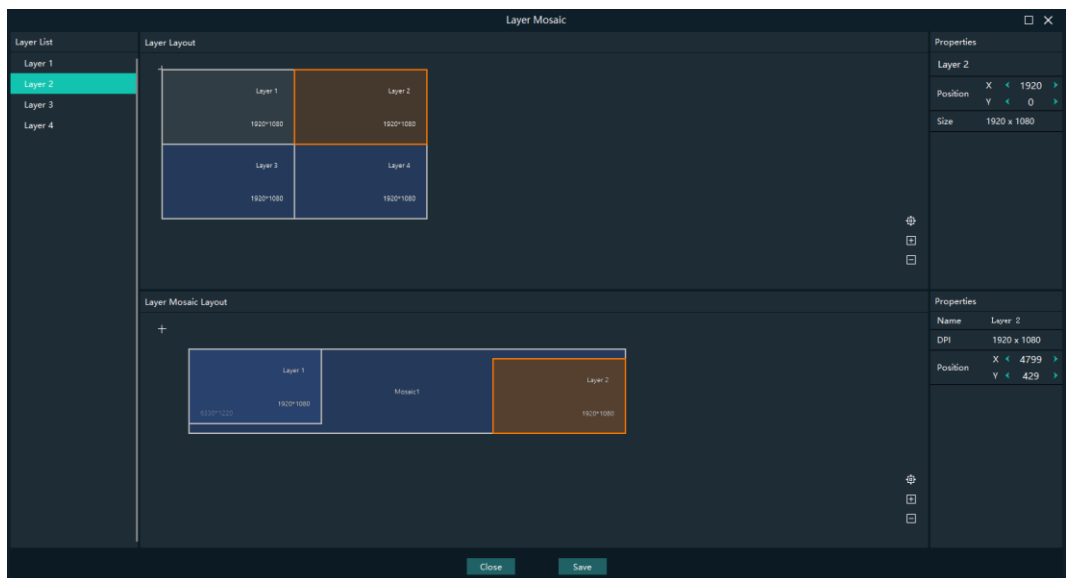 Layer Mosaic
Layer List
Layer 1
Layer 2
Layer 3
Layer 4
Layer Layout
Layer 1
1920*1080
Layer 2
1920*1080
Layer 3
1920*1080
Layer 4
1920*1080
Properties
Layer 2
Position X 1920
Y 0
Size 1920 x 1080
Layer Mosaic Layout
Layer 1
1920*1080
6330*1220
Mosaic1
Layer 2
1920*1080
Properties
Name Layer 2
DPI 1920 x 1080
Position X 4799
Y 429
Close Save